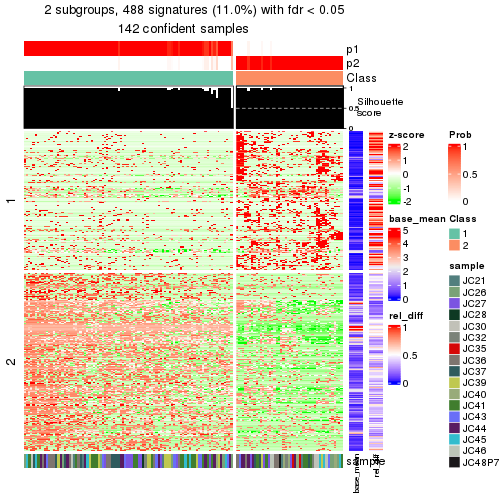 2 subgroups, 488 signatures (11.0%) with fdr < 0.05
142 confident samples
p1
p2
Class
1
0.5
0
Silhouette
score
1
2
sample
base_mean
rel_diff
z-score
2
1
0
-1
-2
base_mean
5
4
3
2
1
0
rel_diff
1
0.5
0
Prob
1
0.5
0
Class
1
2
sample
JC21
JC26
JC27
JC28
JC30
JC32
JC35
JC36
JC37
JC39
JC40
JC41
JC43
JC44
JC45
JC46
JC48P7